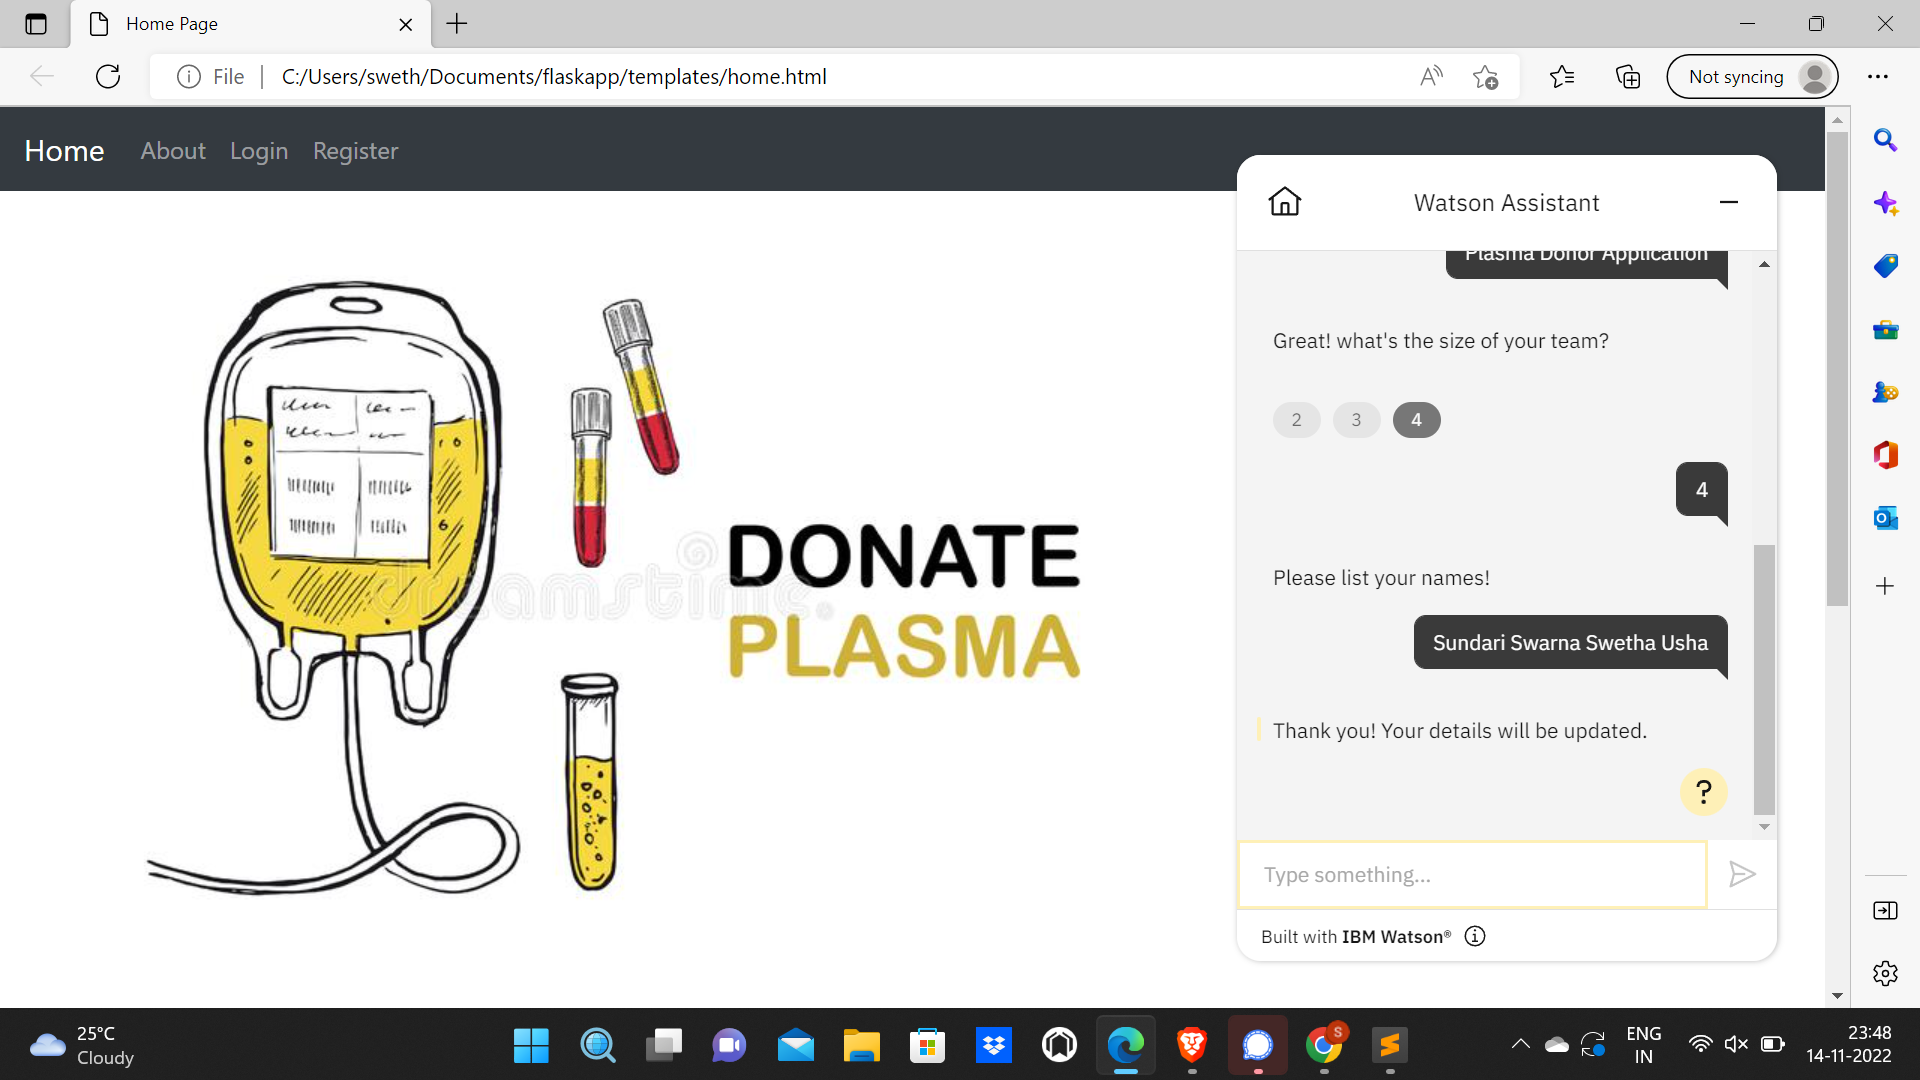 Home Page
File
C:/Users/sweth/Documents/flaskapp/templates/home.html
Not syncing
Home About Login Register
Watson Assistant
Plasma Donor Application
Great! what's the size of your team?
2 3 4
4
Please list your names!
Sundari Swarna Swetha Usha
Thank you! Your details will be updated.
?
Type something...
Built with IBM Watson®
DONATE
PLASMA
dreamstime.
25°C
Cloudy
S
ENG
IN
23:48
14-11-2022